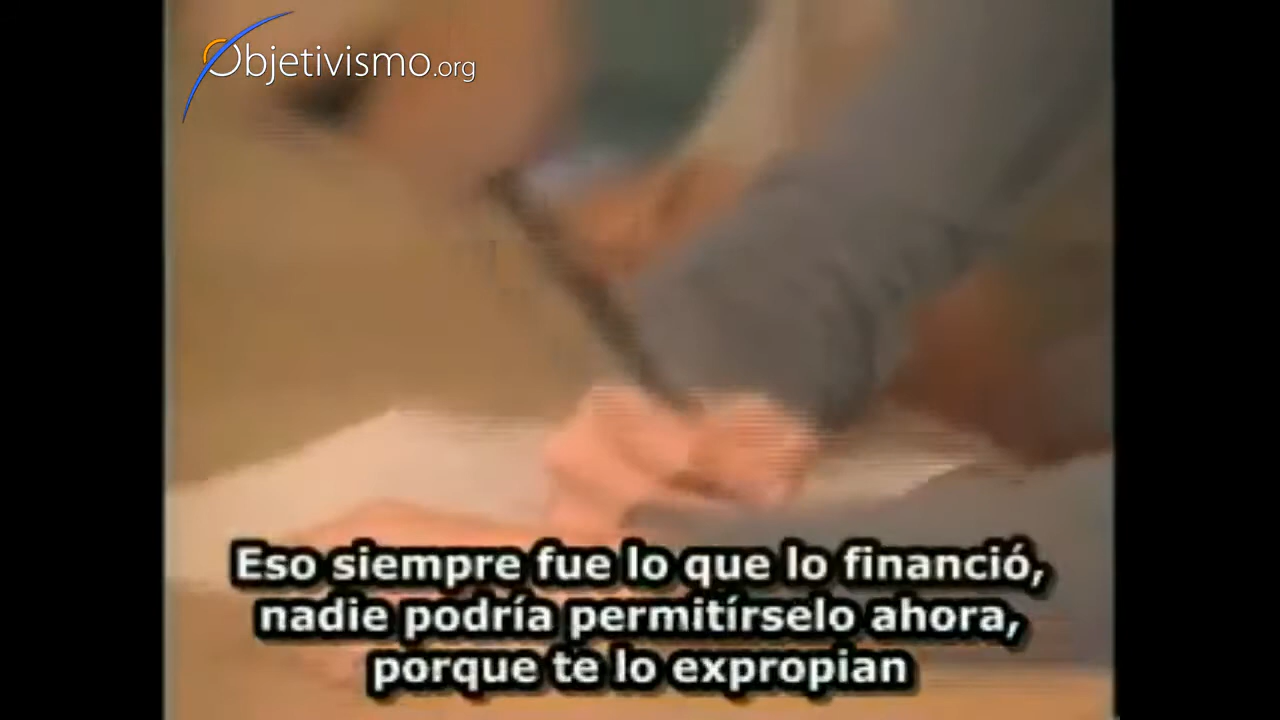 Objetivismo.org
Eso siempre fue lo que lo financió,
nadie podría permitírselo ahora,
porque te lo expropian